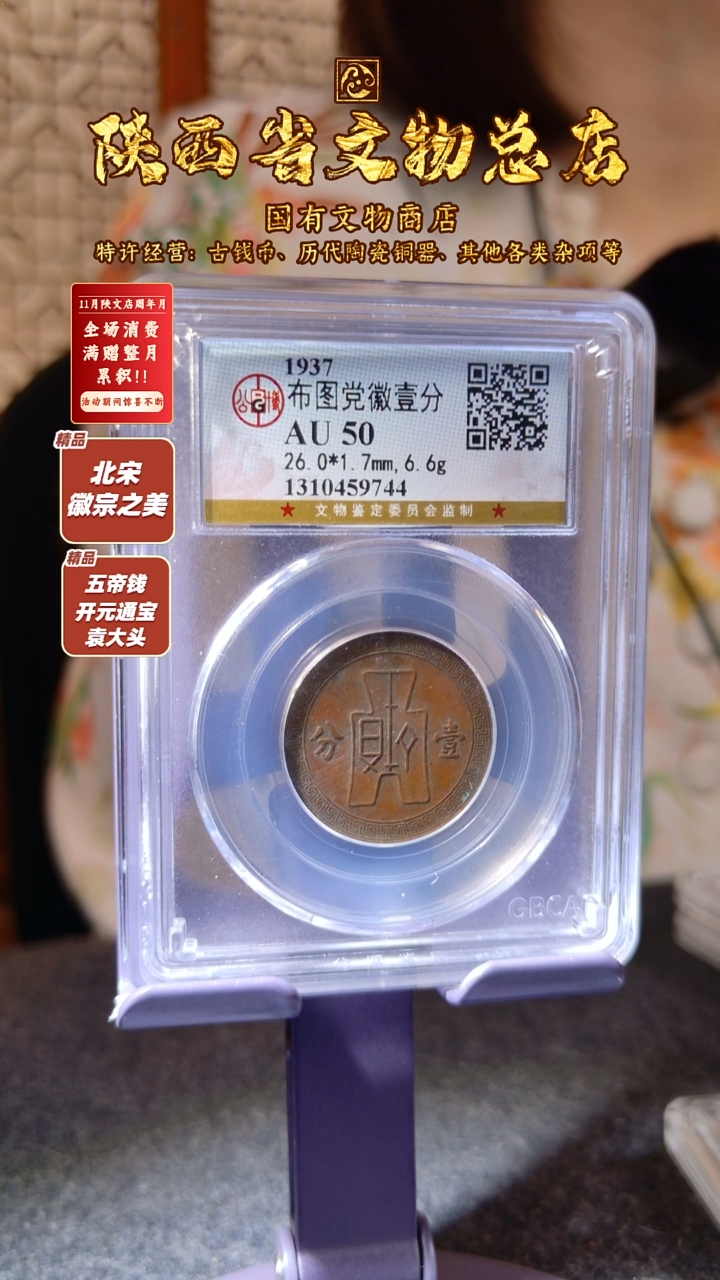 陕西省文物总店
国有文物商店
特许经营：古钱币、历代陶瓷铜器、其他各类杂项等
11月陕文店周年月
全场消费
满赠整月
累积!!
活动期间惊喜不断
精品
北宋
徽宗之美
精品
五帝钱
开元通宝
袁大头
1937
布图党徽壹分
AU 50
26.0*1.7mm,6.6g
1310459744
★ 文物鉴定委员会监制 ★
分 壹
GBCA